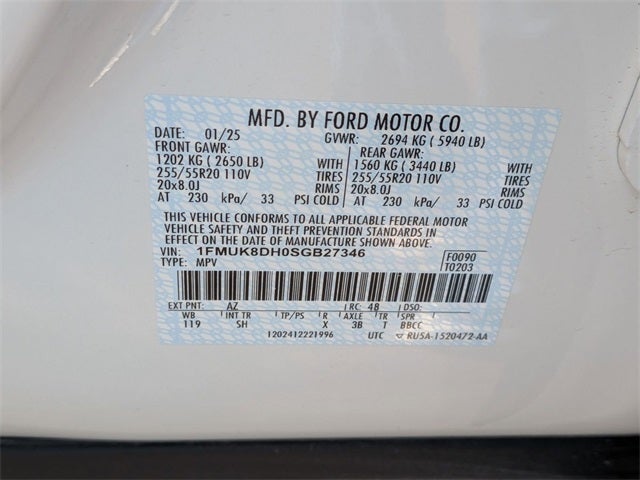 MFD. BY FORD MOTOR CO.
DATE: 01/25 GVWR: 2694 KG ( 5940 LB)
FRONT GAWR: REAR GAWR:
1202 KG ( 2650 LB) WITH 1560 KG ( 3440 LB) WITH
255/55R20 110V TIRES 255/55R20 110V TIRES
20x8.0J RIMS 20x8.0J RIMS
AT 230 kPa/ 33 PSI COLD AT 230 kPa/ 33 PSI COLD
THIS VEHICLE CONFORMS TO ALL APPLICABLE FEDERAL MOTOR
VEHICLE SAFETY AND THEFT PREVENTION STANDARDS IN
EFFECT ON THE DATE OF MANUFACTURE SHOWN ABOVE.
VIN: 1FMUK8DH0SGB27346 F0090
TYPE: MPV T0203
EXT PNT: AZ RC: 48 DSO:
WB INT TR TP/PS R AXLE TR SPR
119 SH X 3B T BBCC
1202412221996 UTC RU5A-1520472-AA